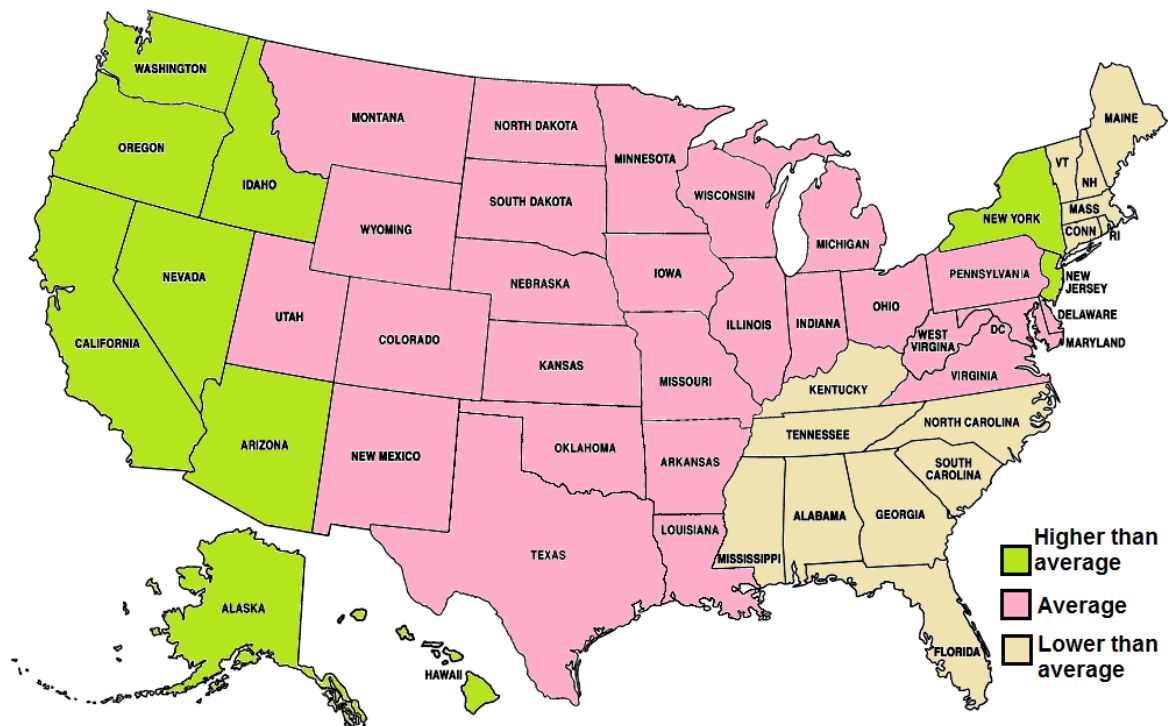 WASHINGTON
OREGON
IDAHO
MONTANA
NORTH DAKOTA
MINNESOTA
WISCONSIN
MICHIGAN
SOUTH DAKOTA
WYOMING
NEVADA
CALIFORNIA
UTAH
COLORADO
NEBRASKA
IOWA
KANSAS
MISSOURI
ILLINOIS
INDIANA
OHIO
PENNSYLVANIA
NEW YORK
VT
NH
MAINE
MASS
CONN
RI
NEW
JERSEY
DELAWARE
MARYLAND
DC
WEST
VIRGINA
VIRGINIA
KENTUCKY
TENNESSEE
NORTH CAROLINA
SOUTH
CAROLINA
ARIZONA
NEW MEXICO
OKLAHOMA
ARKANSAS
TEXAS
LOUISIANA
MISSISSIPPI
ALABAMA
GEORGIA
FLORIDA
ALASKA
HAWAII
Higher than
average
Average
Lower than
average